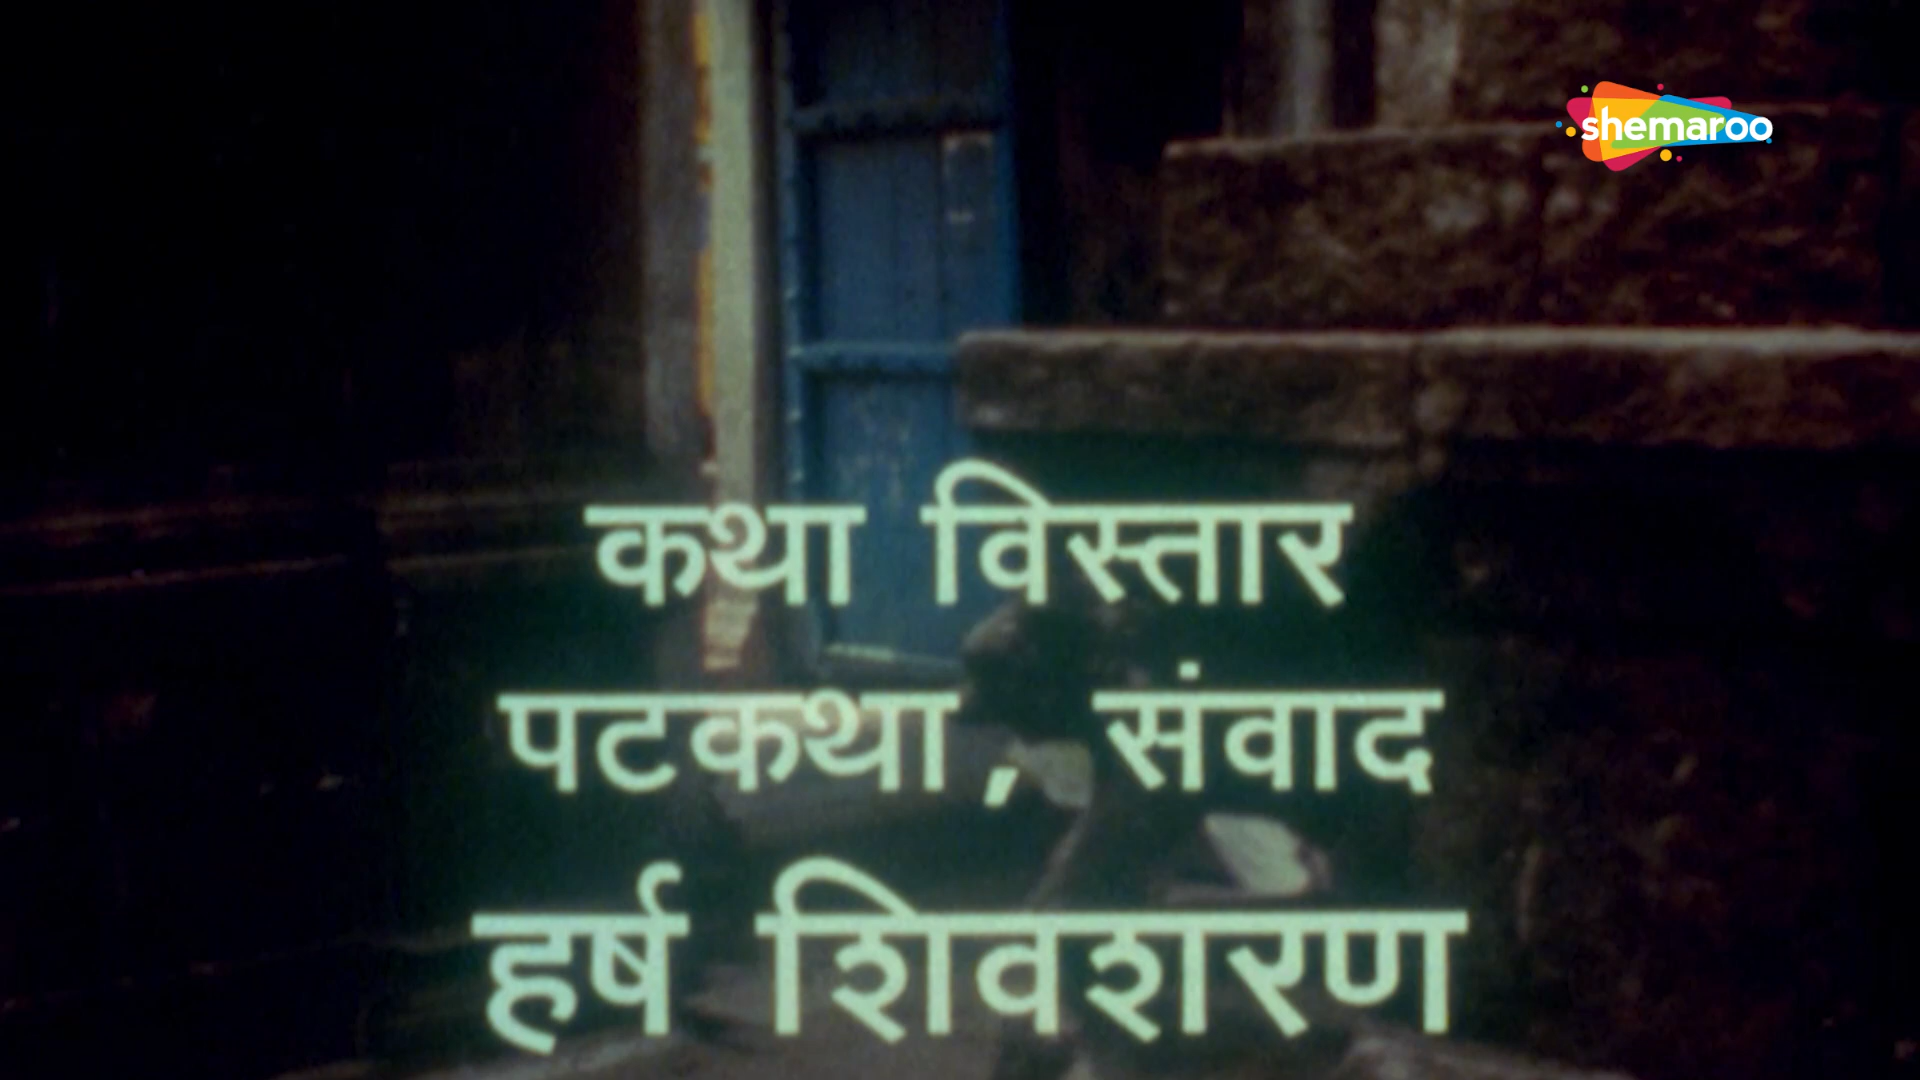 shemaroo
कथा विस्तार
पटकथा, संवाद
हर्ष शिवशरण